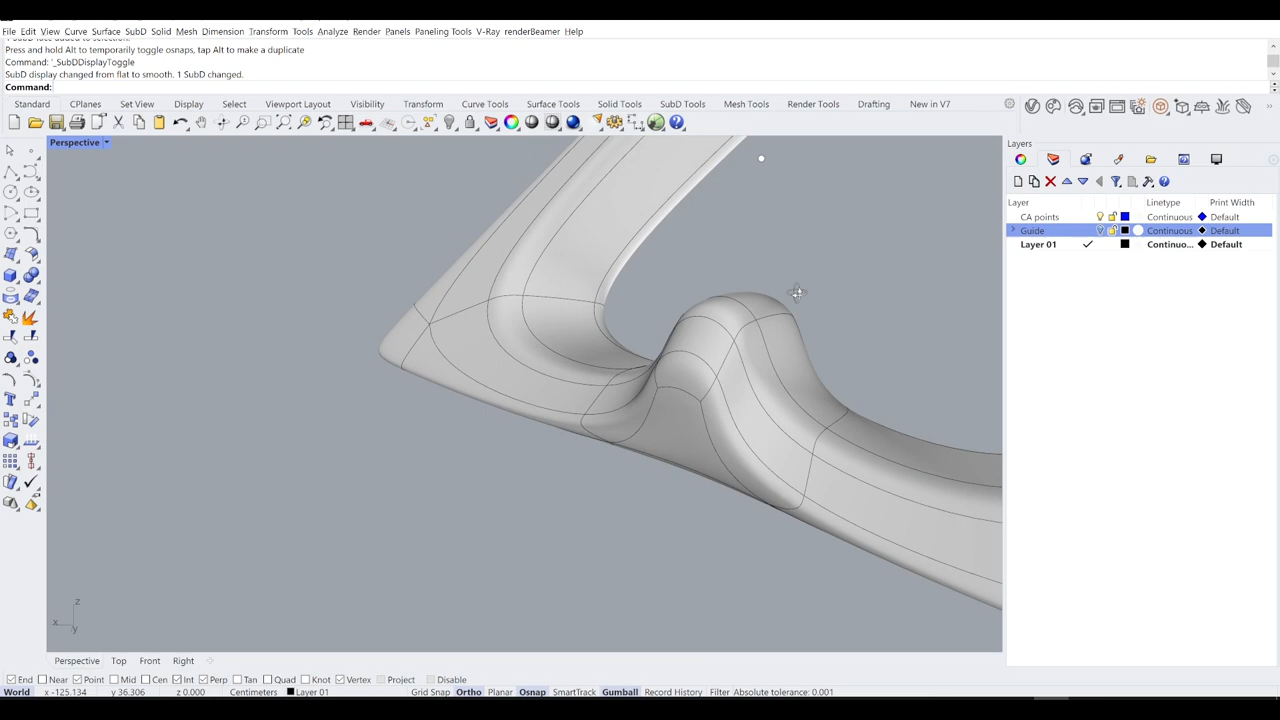 File Edit View Curve Surface SubD Solid Mesh Dimension Transform Tools Analyze Render Panels Paneling Tools V-Ray renderBeamer Help
Press and hold Alt to temporarily toggle osnaps, tap Alt to make a duplicate
Command: '_SubDDisplayToggle
SubD display changed from flat to smooth. 1 SubD changed.
Command:
Standard CPlanes Set View Display Select Viewport Layout Visibility Transform Curve Tools Surface Tools Solid Tools SubD Tools Mesh Tools Render Tools Drafting New in V7
Perspective
Layers
Layer Linetype Print Width
CA points Continuous Default
Guide Continuous Default
Layer 01 Continuo... Default
z
x
y
Perspective Top Front Right
End Near Point Mid Cen Int Perp Tan Quad Knot Vertex Project Disable
World x -125.134 y 36.306 z 0.000 Centimeters Layer 01 Grid Snap Ortho Planar Osnap SmartTrack Gumball Record History Filter Absolute tolerance: 0.001